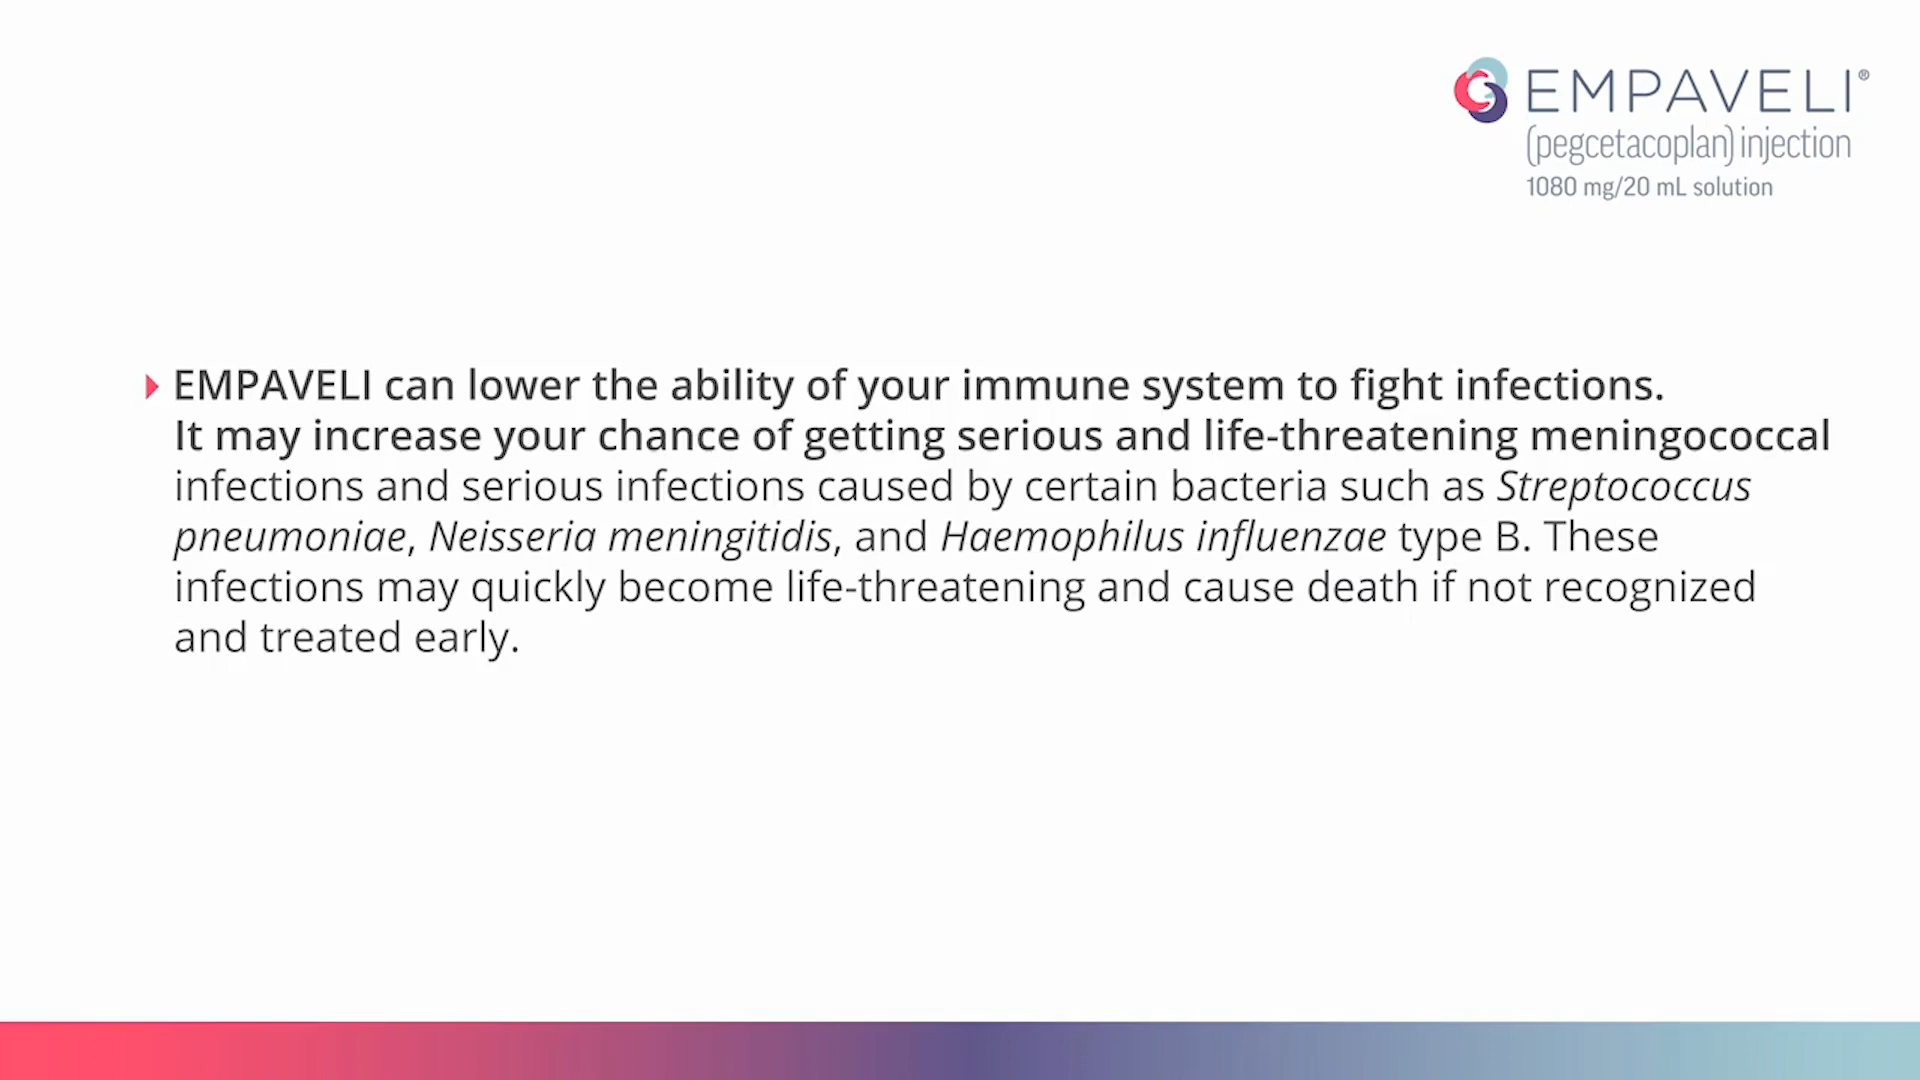 EMPAVELI®
(pegcetacoplan) injection
1080 mg/20 mL solution
EMPAVELI can lower the ability of your immune system to fight infections.
It may increase your chance of getting serious and life-threatening meningococcal
infections and serious infections caused by certain bacteria such as Streptococcus
pneumoniae, Neisseria meningitidis, and Haemophilus influenzae type B. These
infections may quickly become life-threatening and cause death if not recognized
and treated early.